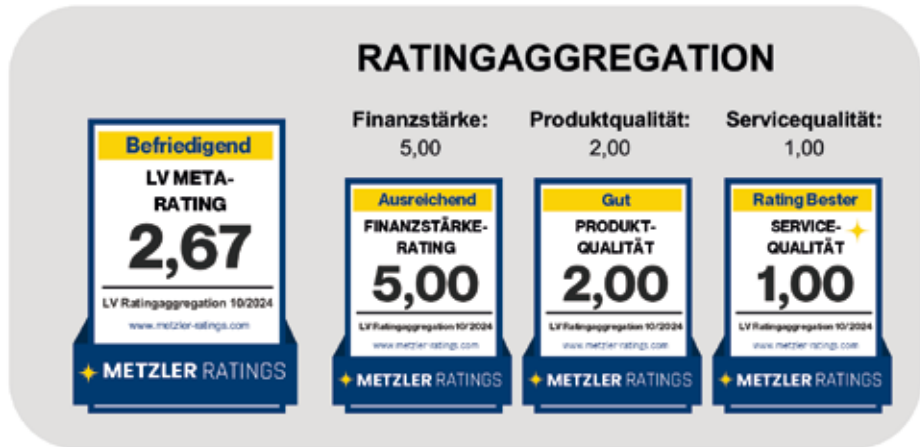 RATINGAGGREGATION
Finanzstärke:
5,00
Produktqualität:
2,00
Servicequalität:
1,00
Befriedigend
LV META-
RATING
2,67
LV Ratingaggregation 10/2024
www.metzler-ratings.com
METZLER RATINGS
Ausreichend
FINANZSTÄRKE-
RATING
5,00
LV Ratingaggregation 10/2024
www.metzler-ratings.com
METZLER RATINGS
Gut
PRODUKT-
QUALITÄT
2,00
LV Ratingaggregation 10/2024
www.metzler-ratings.com
METZLER RATINGS
Rating Bester
SERVICE-
QUALITÄT
1,00
LV Ratingaggregation 10/2024
www.metzler-ratings.com
METZLER RATINGS